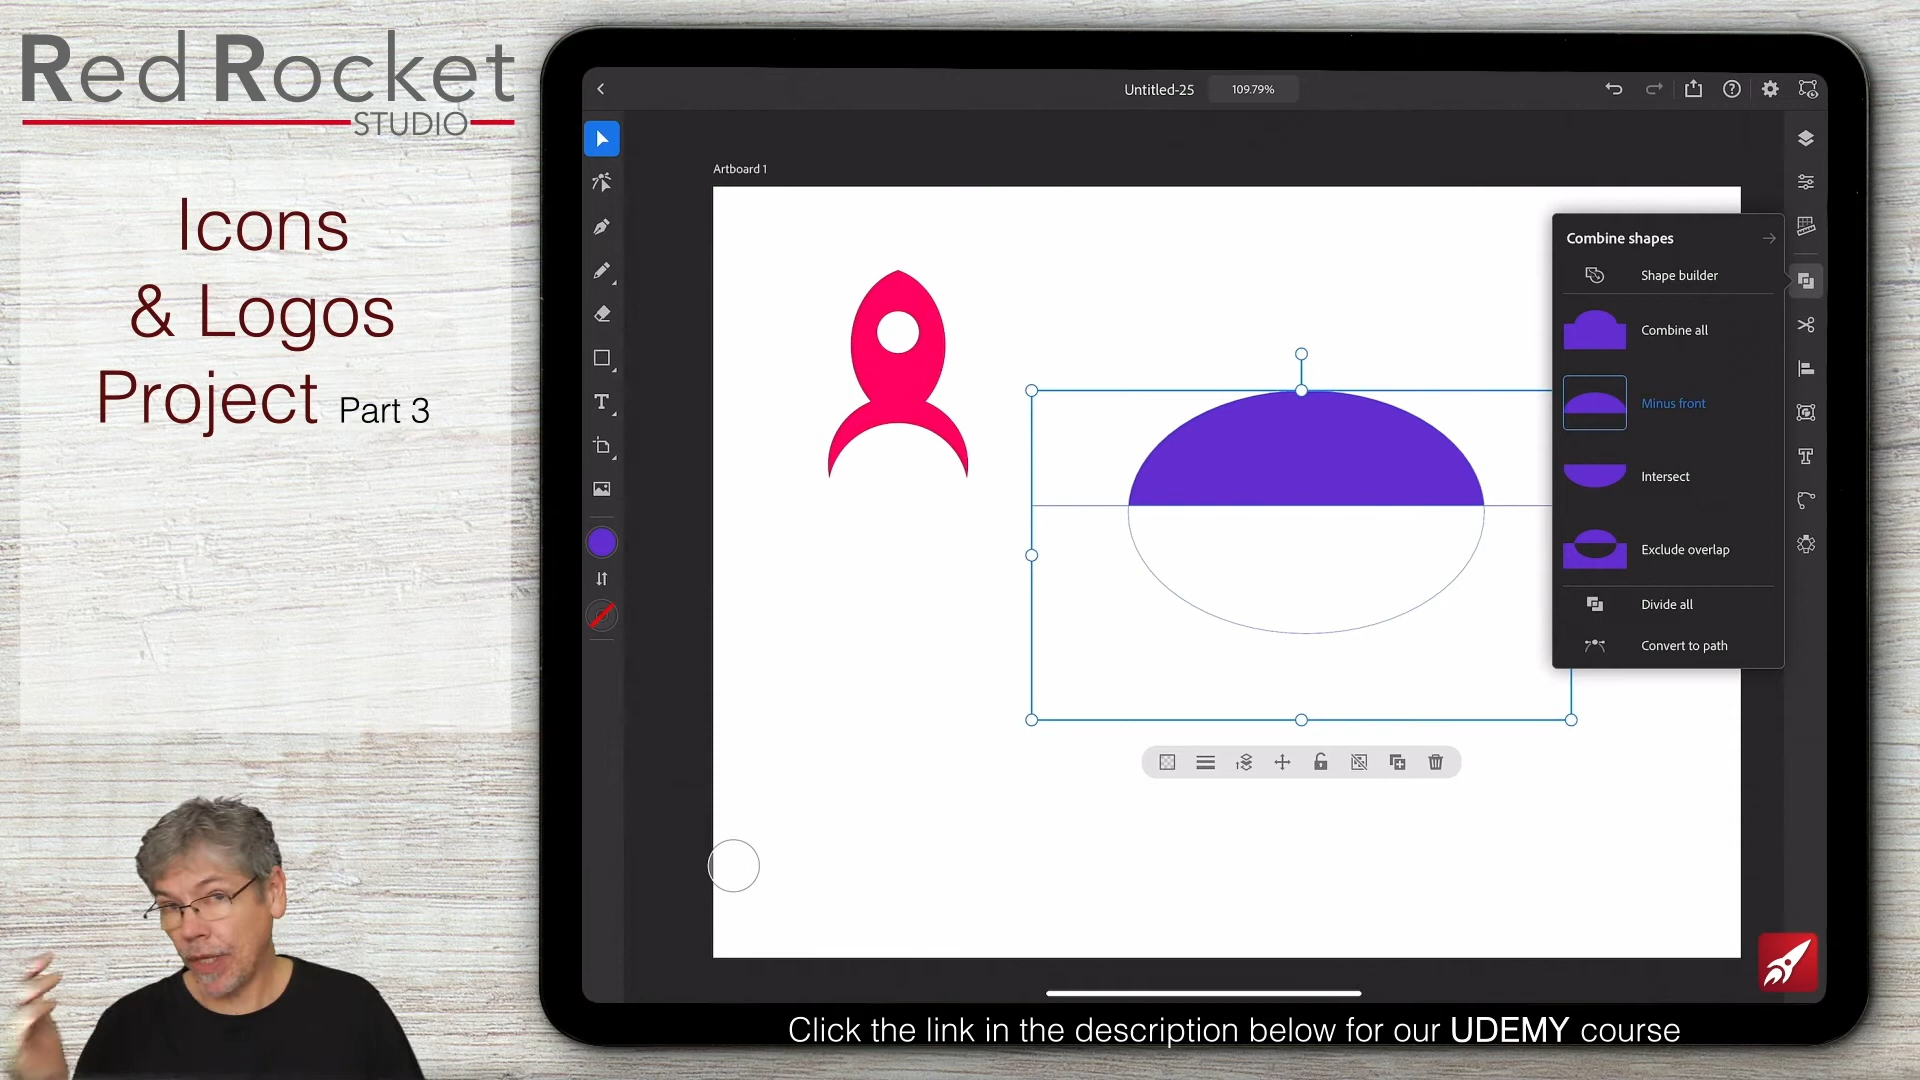 Red Rocket
STUDIO
Icons
& Logos
Project Part 3
Untitled-25
109.79%
Artboard 1
Combine shapes
Shape builder
Combine all
Minus front
Intersect
Exclude overlap
Divide all
Convert to path
Click the link in the description below for our UDEMY course